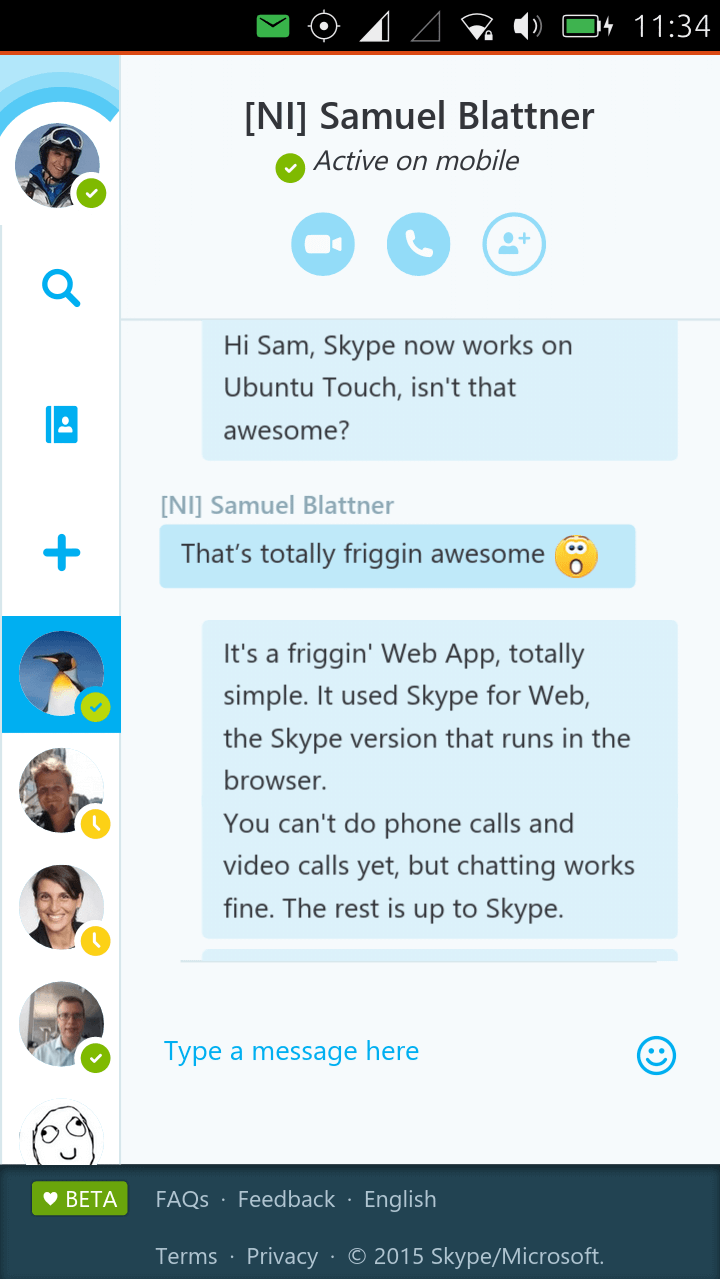 11:34
[NI] Samuel Blattner
Active on mobile
Hi Sam, Skype now works on
Ubuntu Touch, isn't that
awesome?
[NI] Samuel Blattner
That’s totally friggin awesome
It's a friggin' Web App, totally
simple. It used Skype for Web,
the Skype version that runs in the
browser.
You can't do phone calls and
video calls yet, but chatting works
fine. The rest is up to Skype.
Type a message here
BETA FAQs · Feedback · English
Terms · Privacy · © 2015 Skype/Microsoft.